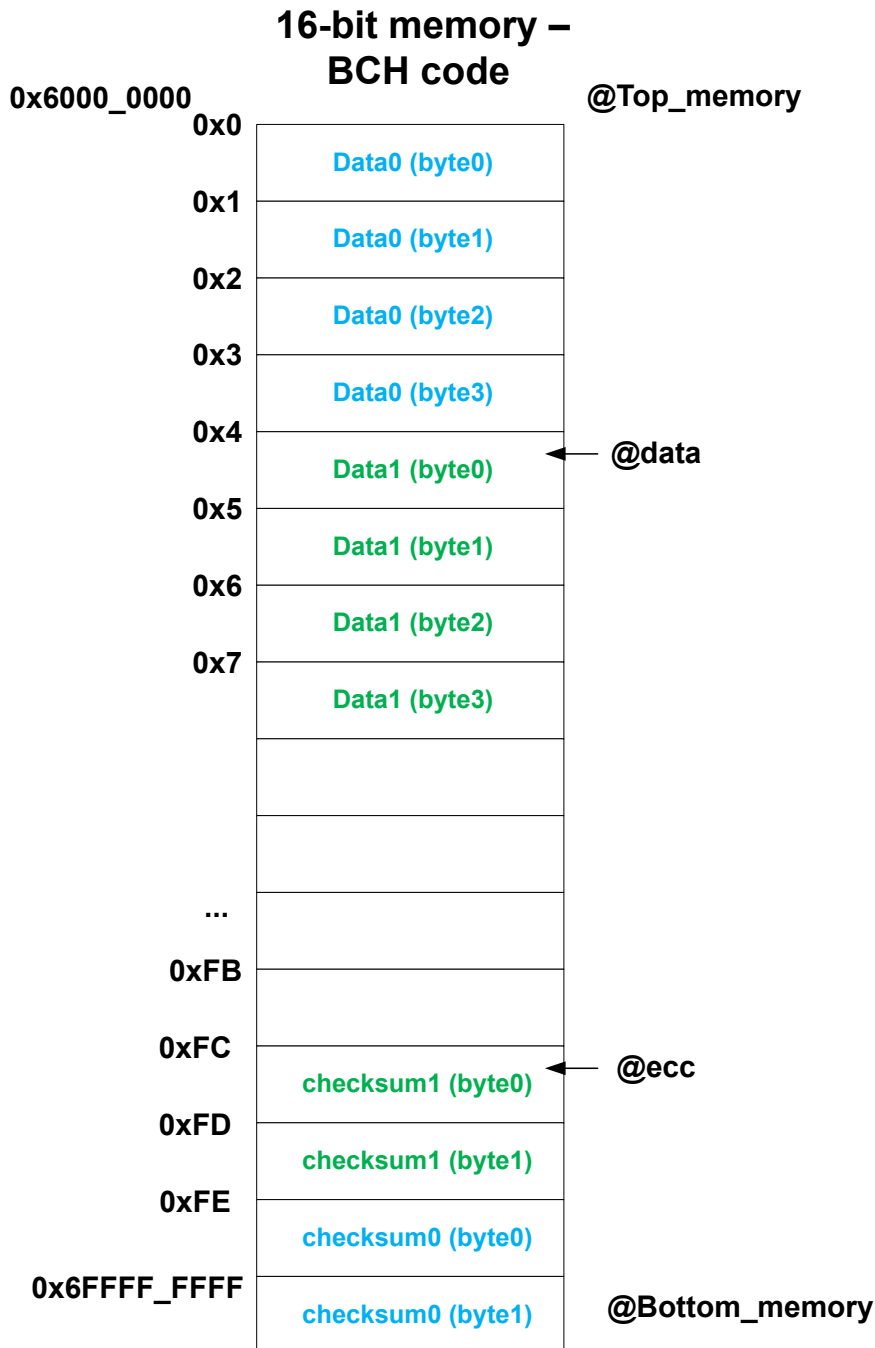 16-bit memory –
BCH code
0x6000_0000
@Top_memory
0x0
Data0 (byte0)
0x1
Data0 (byte1)
0x2
Data0 (byte2)
0x3
Data0 (byte3)
0x4
@data
Data1 (byte0)
0x5
Data1 (byte1)
0x6
Data1 (byte2)
0x7
Data1 (byte3)
...
0xFB
0xFC
@ecc
checksum1 (byte0)
0xFD
checksum1 (byte1)
0xFE
checksum0 (byte0)
0x6FFFF_FFFF
checksum0 (byte1)
@Bottom_memory